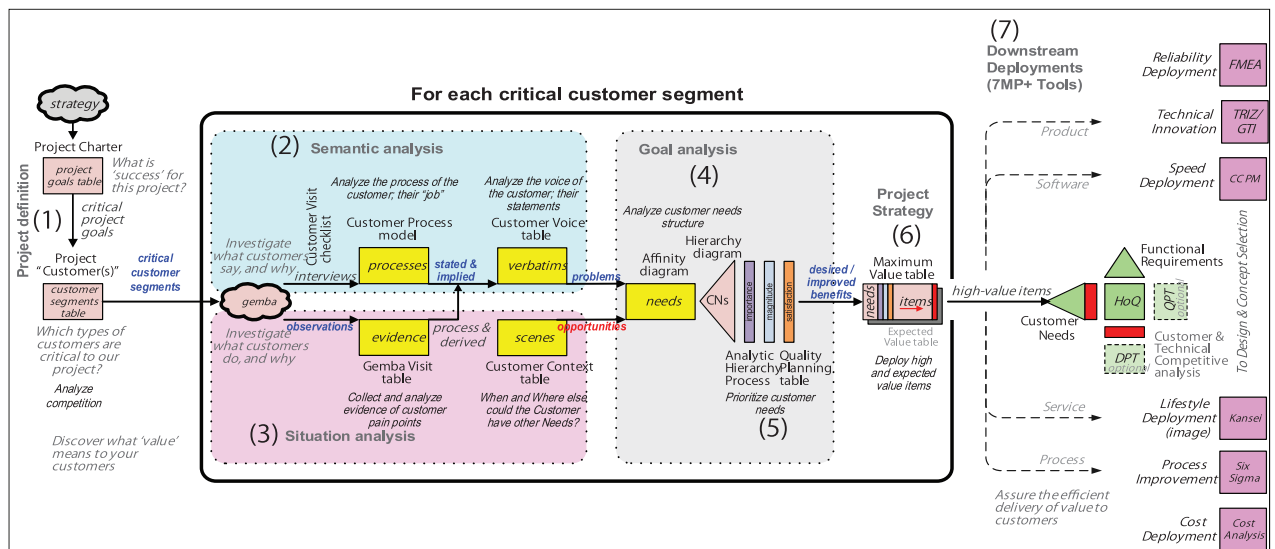 strategy
Project Charter
project
goals table
What is
‘success’ for
this project?
Project definition
(1)
critical
project
goals
Project
“Customer(s)”
customer
segments
table
critical
customer
segments
Which types of
customers are
critical to our
project?
Analyze
competition
Discover what ‘value’
means to your
customers
For each critical customer segment
(2)
Semantic analysis
Analyze the process of the
customer; their “job”
Analyze the voice of
the customer; their
statements
Customer Visit
checklist
Customer Process
model
Customer Voice
table
Investigate
what customers
say, and why
interviews
processes
stated &
implied
verbatims
problems
gemba
observations
Investigate
what customers
do, and why
evidence
process &
derived
scenes
opportunities
Gemba Visit
table
Customer Context
table
Collect and analyze
evidence of customer
pain points
When and Where else
could the Customer
have other Needs?
(3)
Situation analysis
Goal analysis
(4)
Analyze customer needs
structure
Affinity
diagram
Hierarchy
diagram
needs
CNs
importance
magnitude
satisfaction
Analytic
Hierarchy
Process
Quality
Planning
table
Prioritize customer
needs
(5)
desired /
improved
benefits
Project
Strategy
(6)
Maximum
Value table
needs
items
Expected
Value table
Deploy high
and expected
value items
high-value items
(7)
Downstream
Deployments
(7MP+ Tools)
Product
Software
Service
Process
Assure the efficient
delivery of value to
customers
Reliability
Deployment
FMEA
Technical
Innovation
TRIZ/
GTI
Speed
Deployment
CCPM
Functional
Requirements
Customer
Needs
HoQ
QPT
optional
Customer &
Technical
Competitive
analysis
DPT
optional
To Design & Concept Selection
Lifestyle
Deployment
(image)
Kansei
Process
Improvement
Six
Sigma
Cost
Deployment
Cost
Analysis